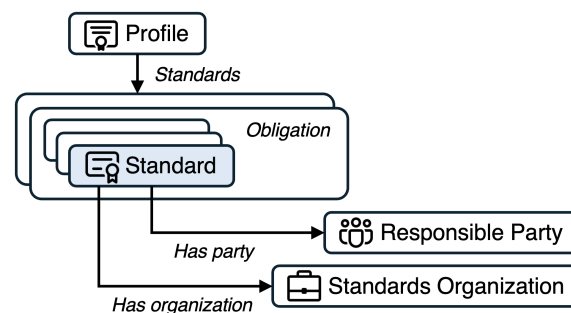 Profile
Standards
Obligation
Standard
Responsible Party
Has party
Standards Organization
Has organization